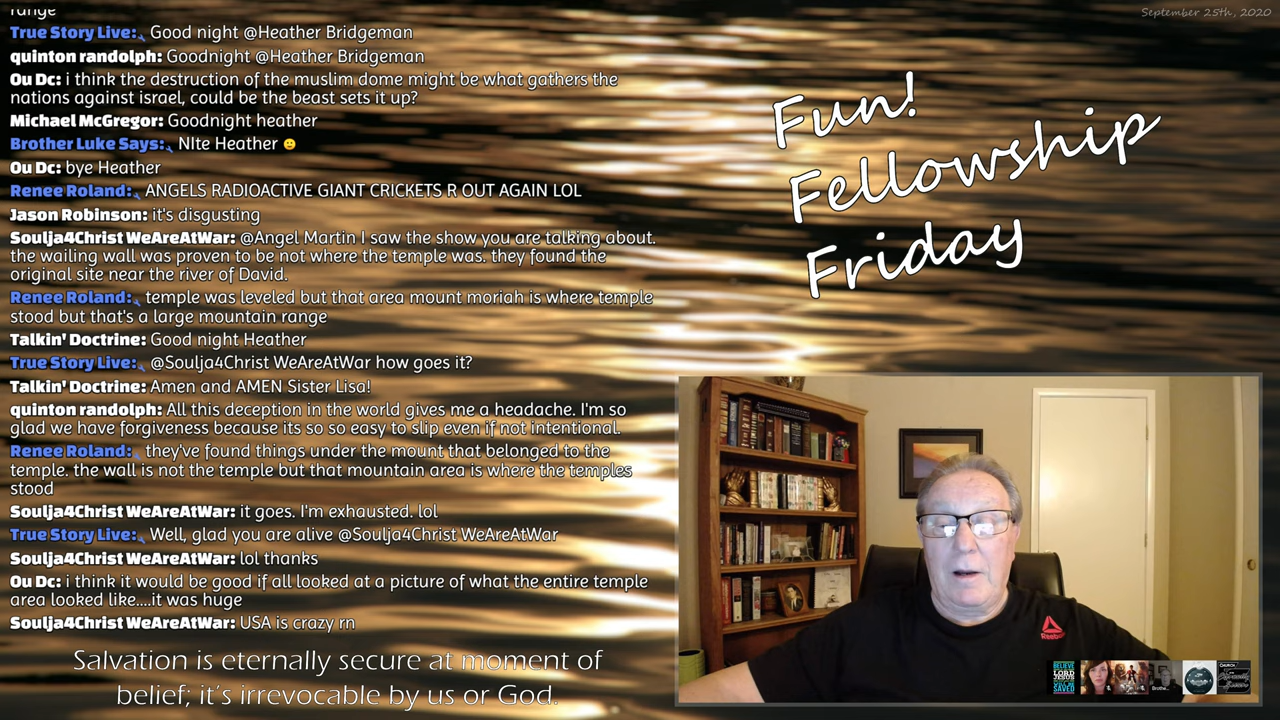 range
September 25th, 2020
True Story Live: Good night @Heather Bridgeman
quinton randolph: Goodnight @Heather Bridgeman
Ou Dc: i think the destruction of the muslim dome might be what gathers the
nations against israel, could be the beast sets it up?
Michael McGregor: Goodnight heather
Brother Luke Says: NIte Heather 🙂
Ou Dc: bye Heather
Renee Roland: ANGELS RADIOACTIVE GIANT CRICKETS R OUT AGAIN LOL
Jason Robinson: it's disgusting
Soulja4Christ WeAreAtWar: @Angel Martin I saw the show you are talking about.
the wailing wall was proven to be not where the temple was. they found the
original site near the river of David.
Renee Roland: temple was leveled but that area mount moriah is where temple
stood but that's a large mountain range
Talkin' Doctrine: Good night Heather
True Story Live: @Soulja4Christ WeAreAtWar how goes it?
Talkin' Doctrine: Amen and AMEN Sister Lisa!
quinton randolph: All this deception in the world gives me a headache. I'm so
glad we have forgiveness because its so so easy to slip even if not intentional.
Renee Roland: they've found things under the mount that belonged to the
temple. the wall is not the temple but that mountain area is where the temples
stood
Soulja4Christ WeAreAtWar: it goes. I'm exhausted. lol
True Story Live: Well, glad you are alive @Soulja4Christ WeAreAtWar
Soulja4Christ WeAreAtWar: lol thanks
Ou Dc: i think it would be good if all looked at a picture of what the entire temple
area looked like....it was huge
Soulja4Christ WeAreAtWar: USA is crazy rn
Salvation is eternally secure at moment of
belief; it's irrevocable by us or God.
Fun!
Fellowship
Friday
Reebok
BELIEVE
LORD
JESUS
SAVED
Brothe...
CHURCH